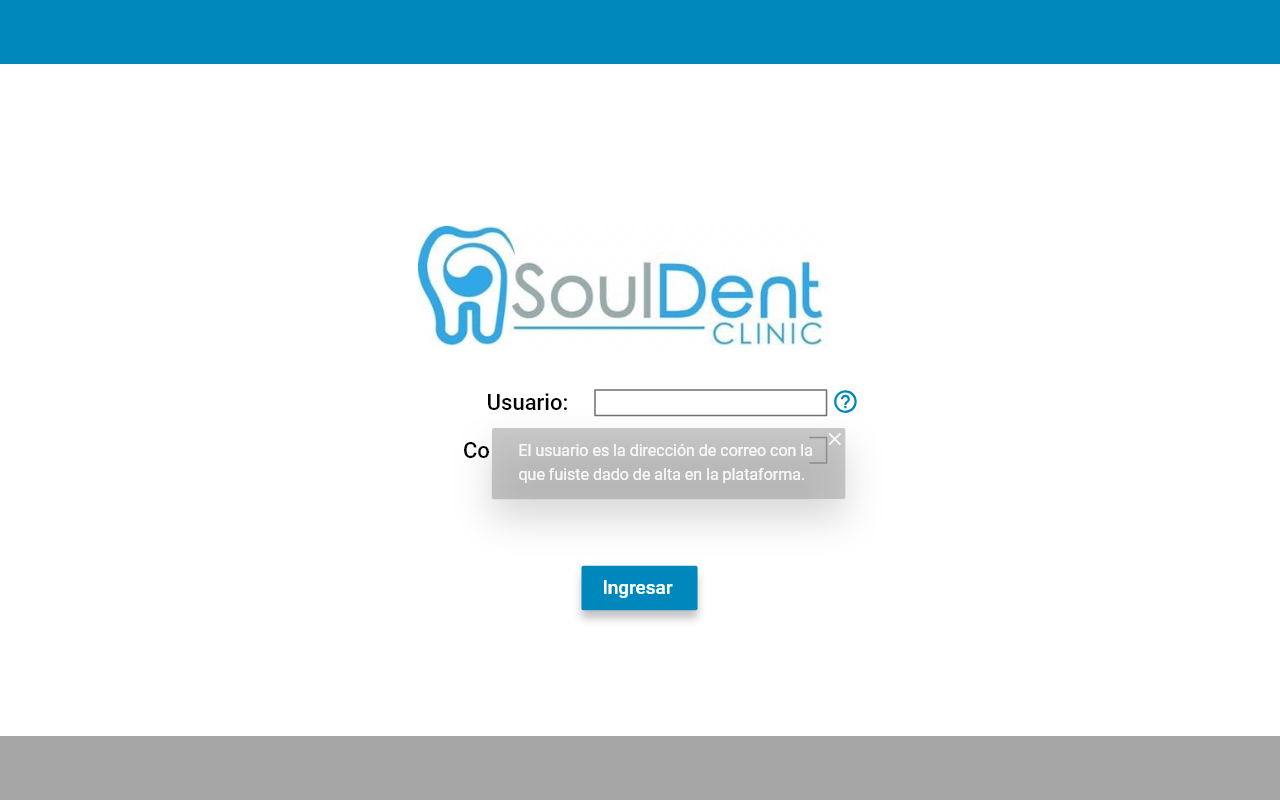 SoulDent
CLINIC
Usuario:
Co
El usuario es la dirección de correo con la
que fuiste dado de alta en la plataforma.
Ingresar